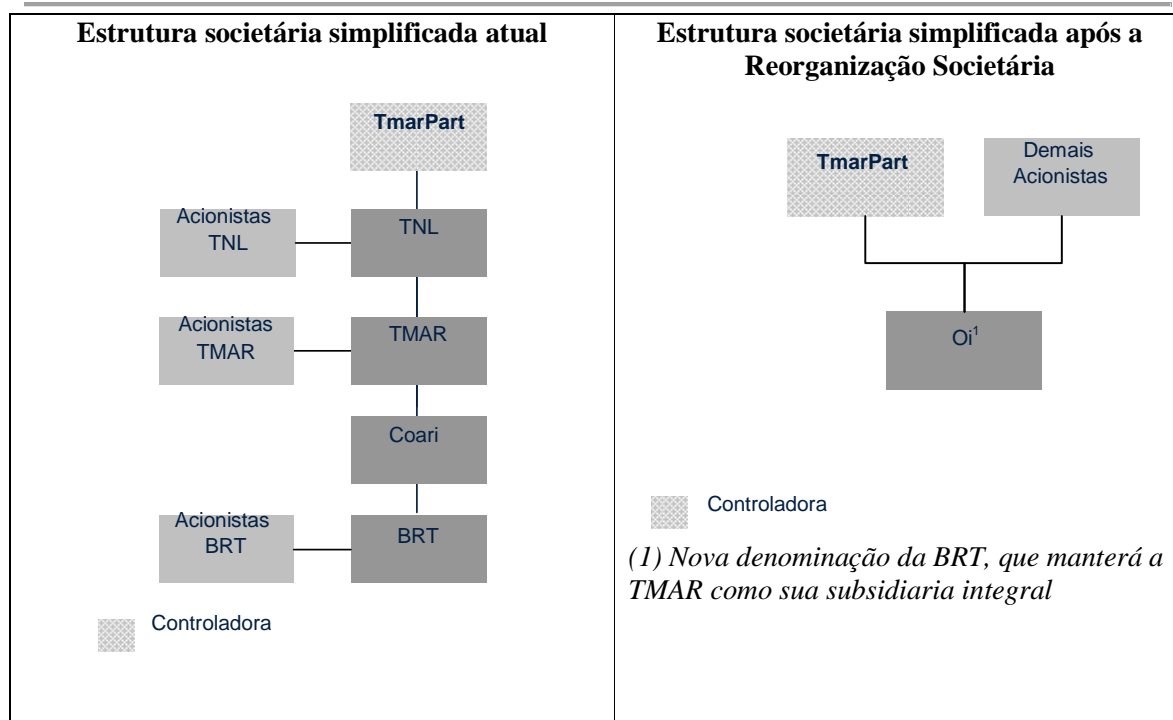 Estrutura societária simplificada atual
TmarPart
Acionistas
TNL
TNL
Acionistas
TMAR
TMAR
Coari
Acionistas
BRT
BRT
Controladora
Estrutura societária simplificada após a
Reorganização Societária
TmarPart
Demais
Acionistas
Oi¹
Controladora
(1) Nova denominação da BRT, que manterá a
TMAR como sua subsidiaria integral